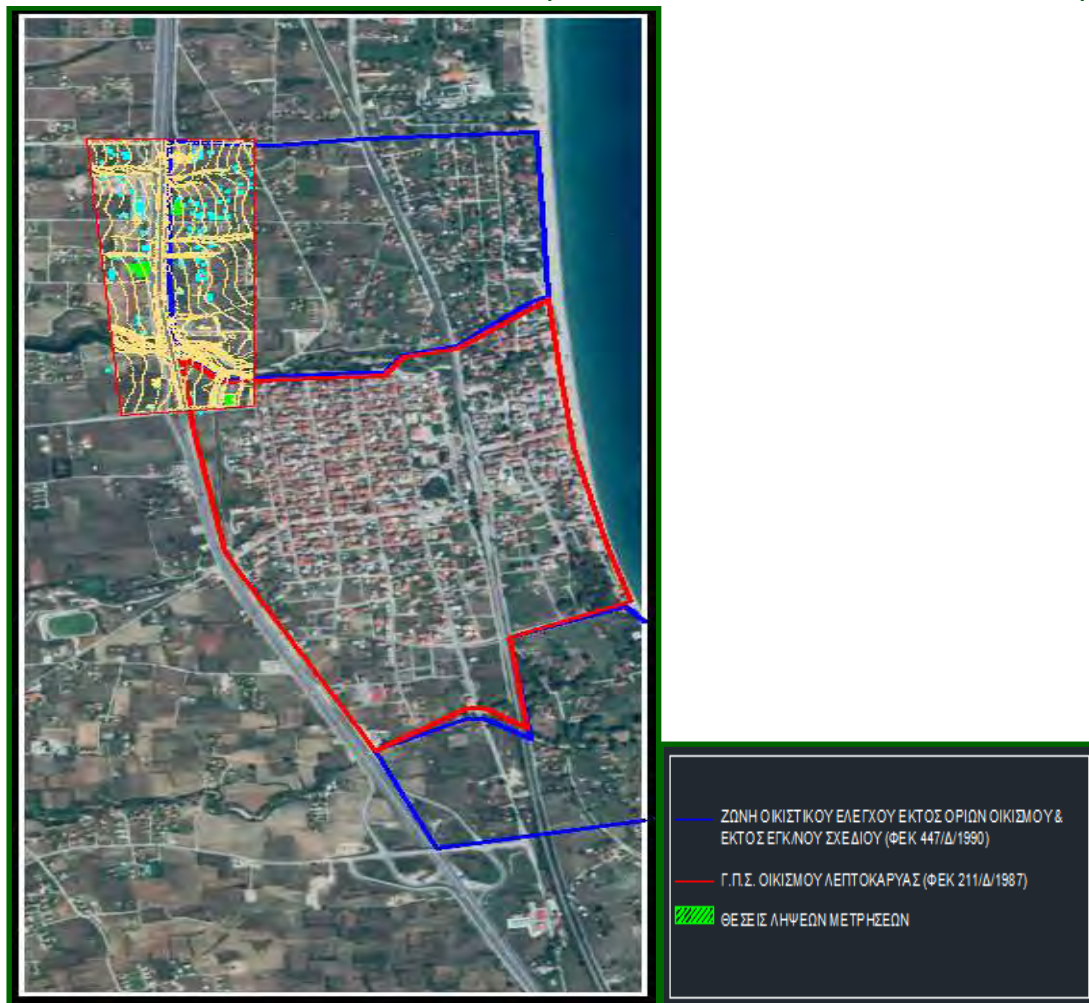 ΖΩΝΗ ΟΙΚΙΣΤΙΚΟΥ ΕΛΕΓΧΟΥ ΕΚΤΟΣ ΟΡΙΩΝ ΟΙΚΙΣΜΟΥ &
ΕΚΤΟΣ ΕΓΚ/ΝΟΥ ΣΧΕΔΙΟΥ (ΦΕΚ 447/Δ/1990)
Γ.Π.Σ. ΟΙΚΙΣΜΟΥ ΛΕΠΤΟΚΑΡΥΑΣ (ΦΕΚ 211/Δ/1987)
ΘΕΣΕΙΣ ΛΗΨΕΩΝ ΜΕΤΡΗΣΕΩΝ